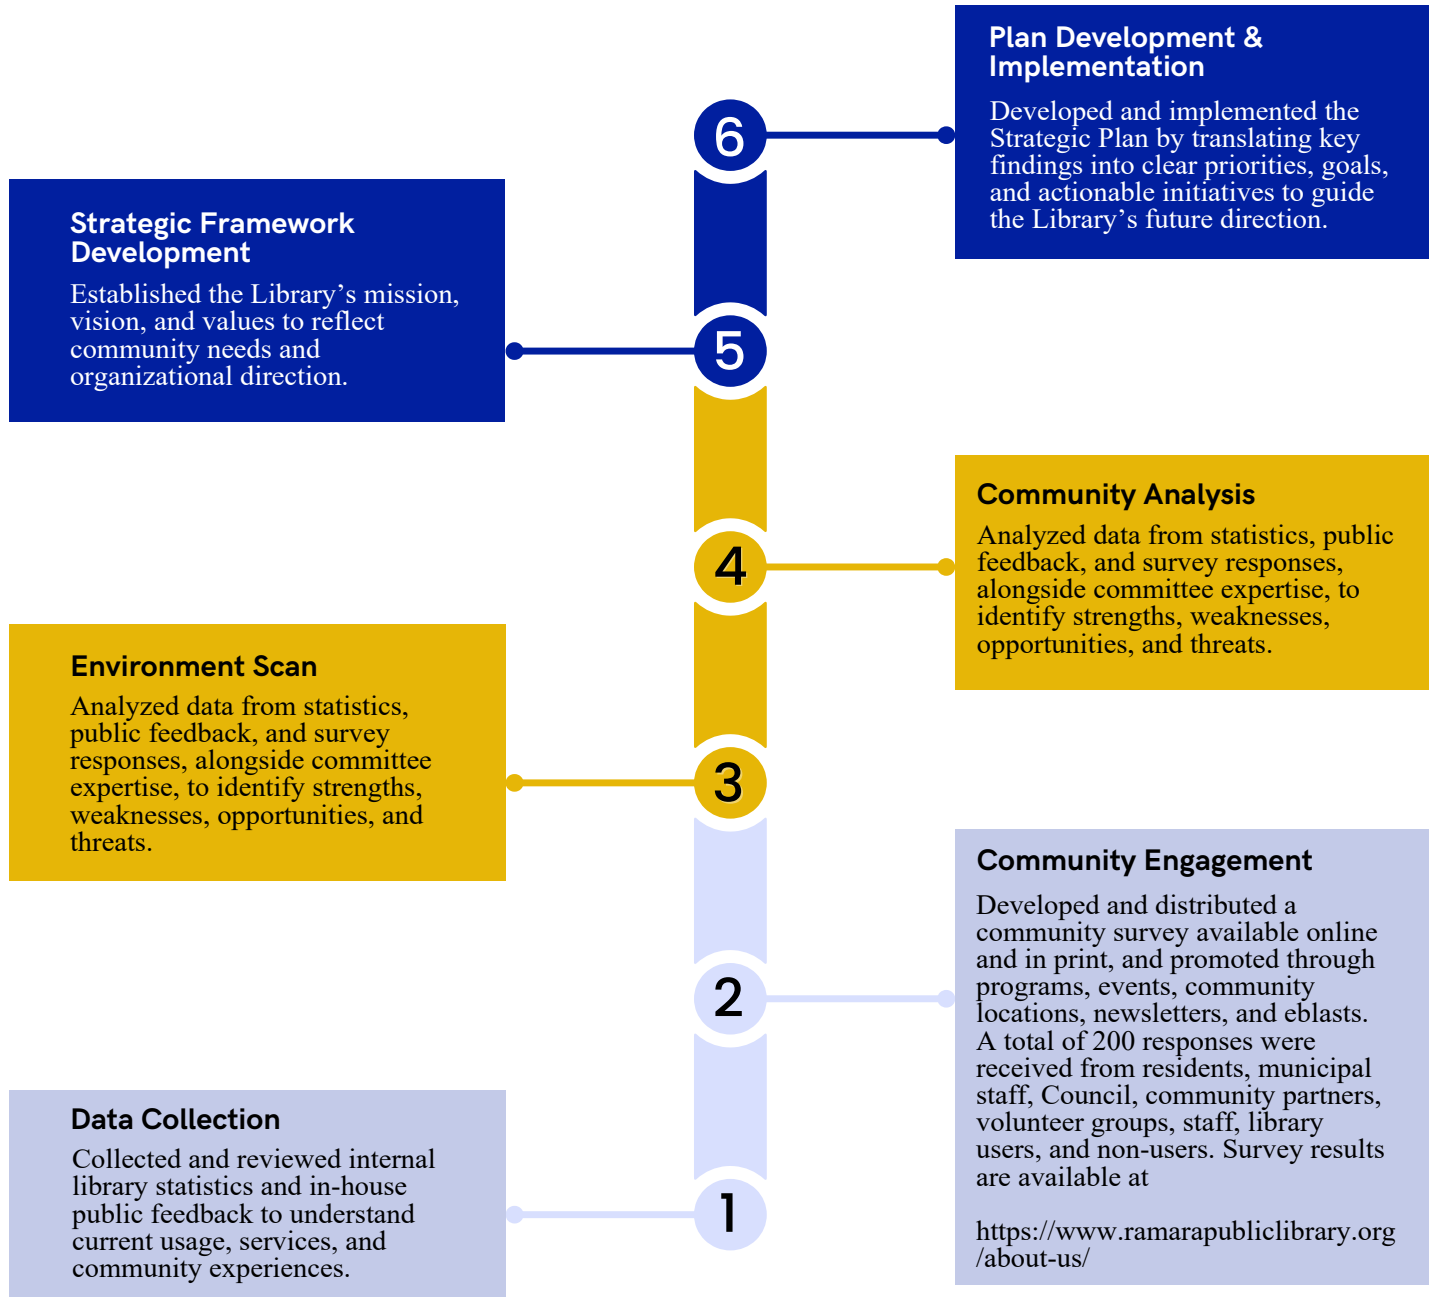 Plan Development &
Implementation
Developed and implemented the
Strategic Plan by translating key
findings into clear priorities, goals,
and actionable initiatives to guide
the Library’s future direction.
6
Strategic Framework
Development
Established the Library’s mission,
vision, and values to reflect
community needs and
organizational direction.
5
Community Analysis
Analyzed data from statistics, public
feedback, and survey responses,
alongside committee expertise, to
identify strengths, weaknesses,
opportunities, and threats.
4
Environment Scan
Analyzed data from statistics,
public feedback, and survey
responses, alongside committee
expertise, to identify strengths,
weaknesses, opportunities, and
threats.
3
Community Engagement
Developed and distributed a
community survey available online
and in print, and promoted through
programs, events, community
locations, newsletters, and eblasts.
A total of 200 responses were
received from residents, municipal
staff, Council, community partners,
volunteer groups, staff, library
users, and non-users. Survey results
are available at
https://www.ramarapubliclibrary.org
/about-us/
2
Data Collection
Collected and reviewed internal
library statistics and in-house
public feedback to understand
current usage, services, and
community experiences.
1